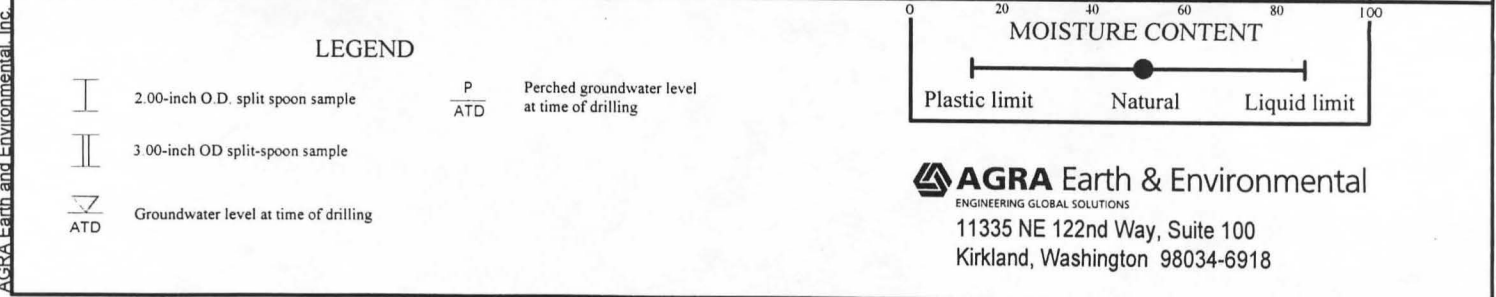 AGRA Earth and Environmental, Inc.
LEGEND
2.00-inch O.D. split spoon sample
P
ATD
Perched groundwater level
at time of drilling
3.00-inch OD split-spoon sample
ATD
Groundwater level at time of drilling
0 20 40 60 80 100
MOISTURE CONTENT
Plastic limit Natural Liquid limit
AGRA Earth & Environmental
ENGINEERING GLOBAL SOLUTIONS
11335 NE 122nd Way, Suite 100
Kirkland, Washington 98034-6918